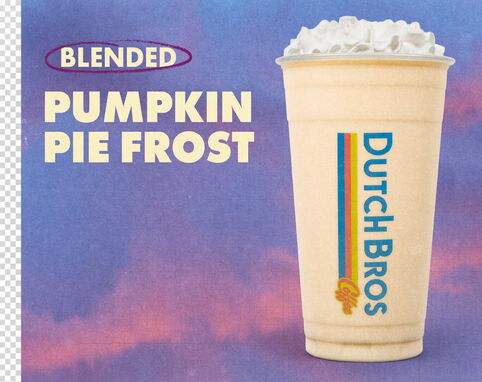 BLENDED
PUMPKIN
PIE FROST
DUTCH BROS
Coffee